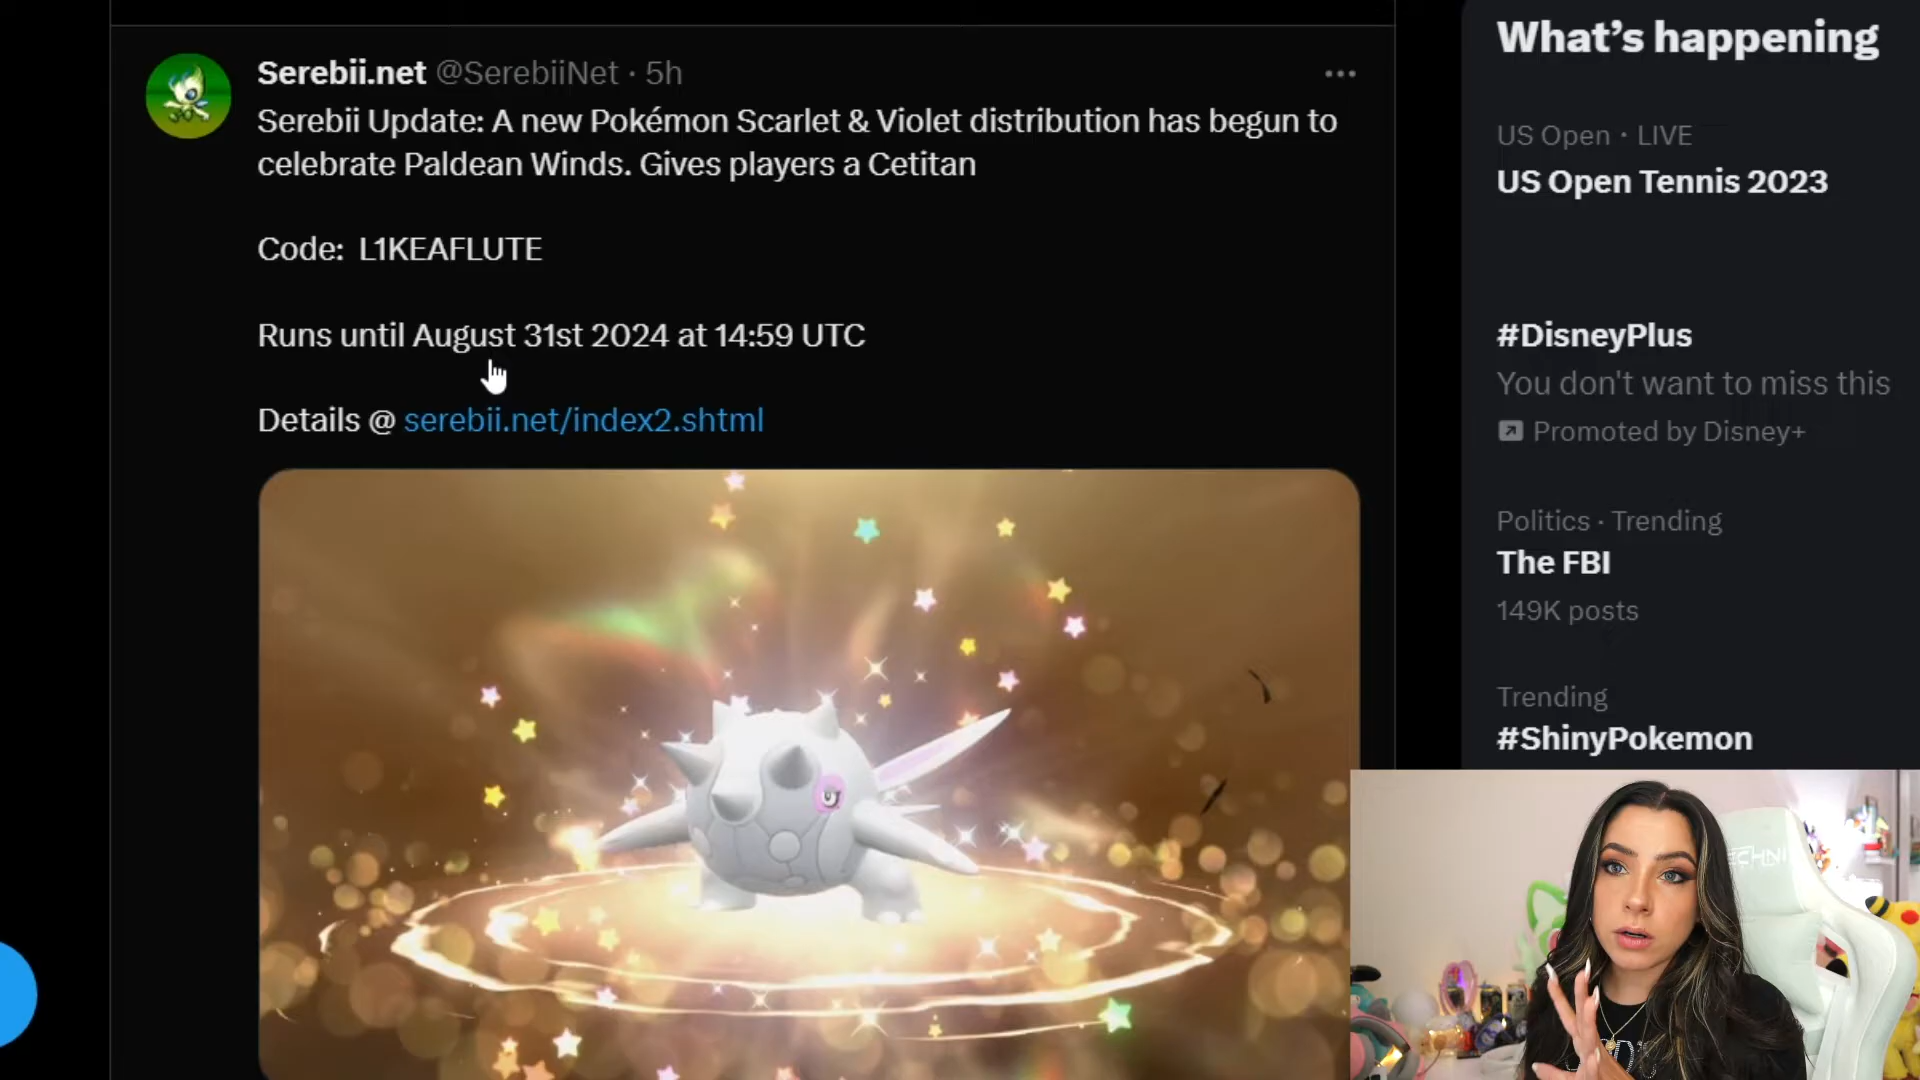 Serebii.net @SerebiiNet · 5h
Serebii Update: A new Pokémon Scarlet & Violet distribution has begun to
celebrate Paldean Winds. Gives players a Cetitan
Code: L1KEAFLUTE
Runs until August 31st 2024 at 14:59 UTC
Details @ serebii.net/index2.shtml
What's happening
US Open · LIVE
US Open Tennis 2023
#DisneyPlus
You don't want to miss this
Promoted by Disney+
Politics · Trending
The FBI
149K posts
Trending
#ShinyPokemon